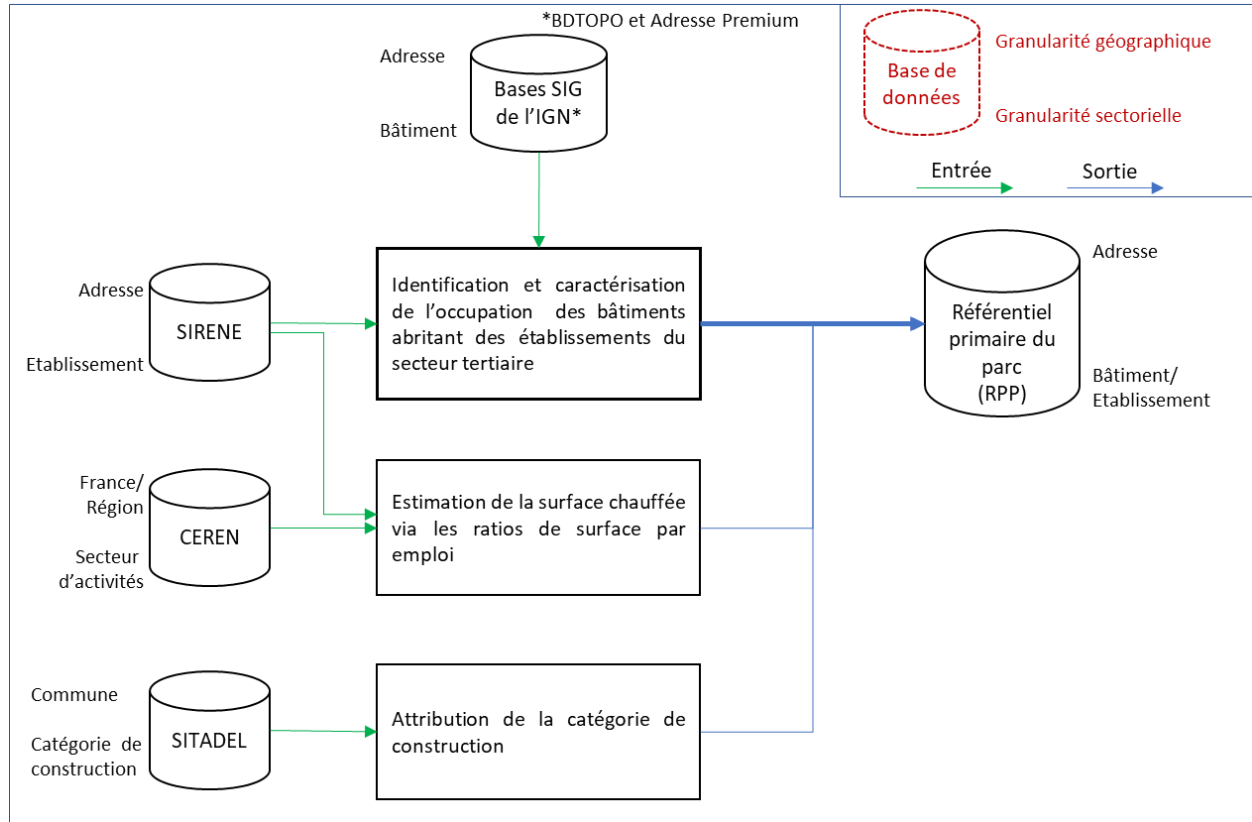 *BDTOPO et Adresse Premium
Adresse
Bâtiment
Bases SIG
de l’IGN*
Base de
données
Granularité géographique
Granularité sectorielle
Entrée
Sortie
Adresse
Etablissement
SIRENE
Identification et caractérisation
de l’occupation des bâtiments
abritant des établissements du
secteur tertiaire
Référentiel
primaire du
parc
(RPP)
Adresse
Bâtiment/
Etablissement
France/
Région
Secteur
d’activités
CEREN
Estimation de la surface chauffée
via les ratios de surface par
emploi
Commune
Catégorie de
construction
SITADEL
Attribution de la catégorie de
construction